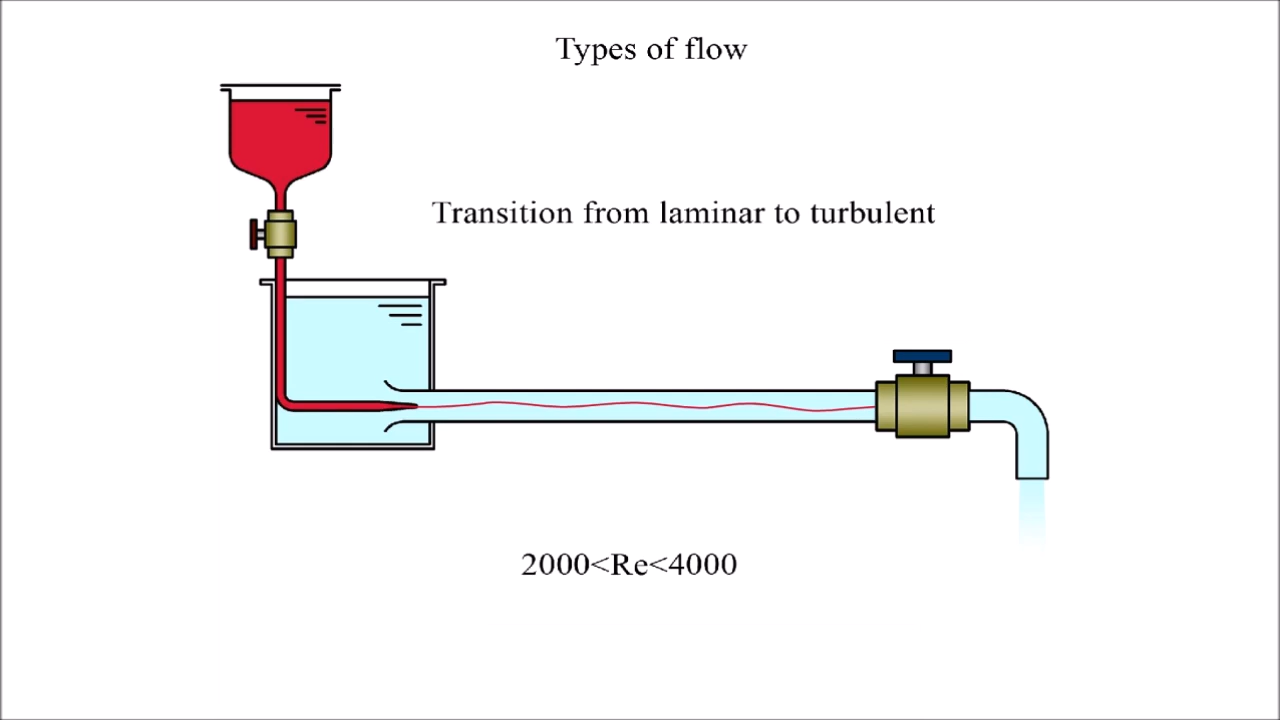 Types of flow
Transition from laminar to turbulent
2000<Re<4000